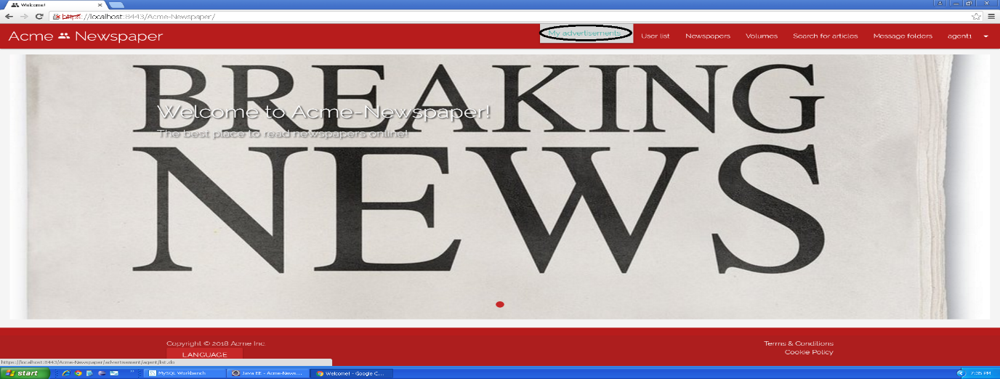 Welcome!
https://localhost:8443/Acme-Newspaper/
Acme Newspaper
My advertisements
User list
Newspapers
Volumes
Search for articles
Message folders
agent1
BREAKING
Welcome to Acme-Newspaper!
The best place to read newspapers online!
NEWS
Copyright © 2018 Acme Inc.
Terms & Conditions
Cookie Policy
LANGUAGE
https://localhost:8443/Acme-Newspaper/advertisement/agent/list.do
start
MySQL Workbench
Java EE - Acme-News...
Welcome! - Google C...
7:35 PM